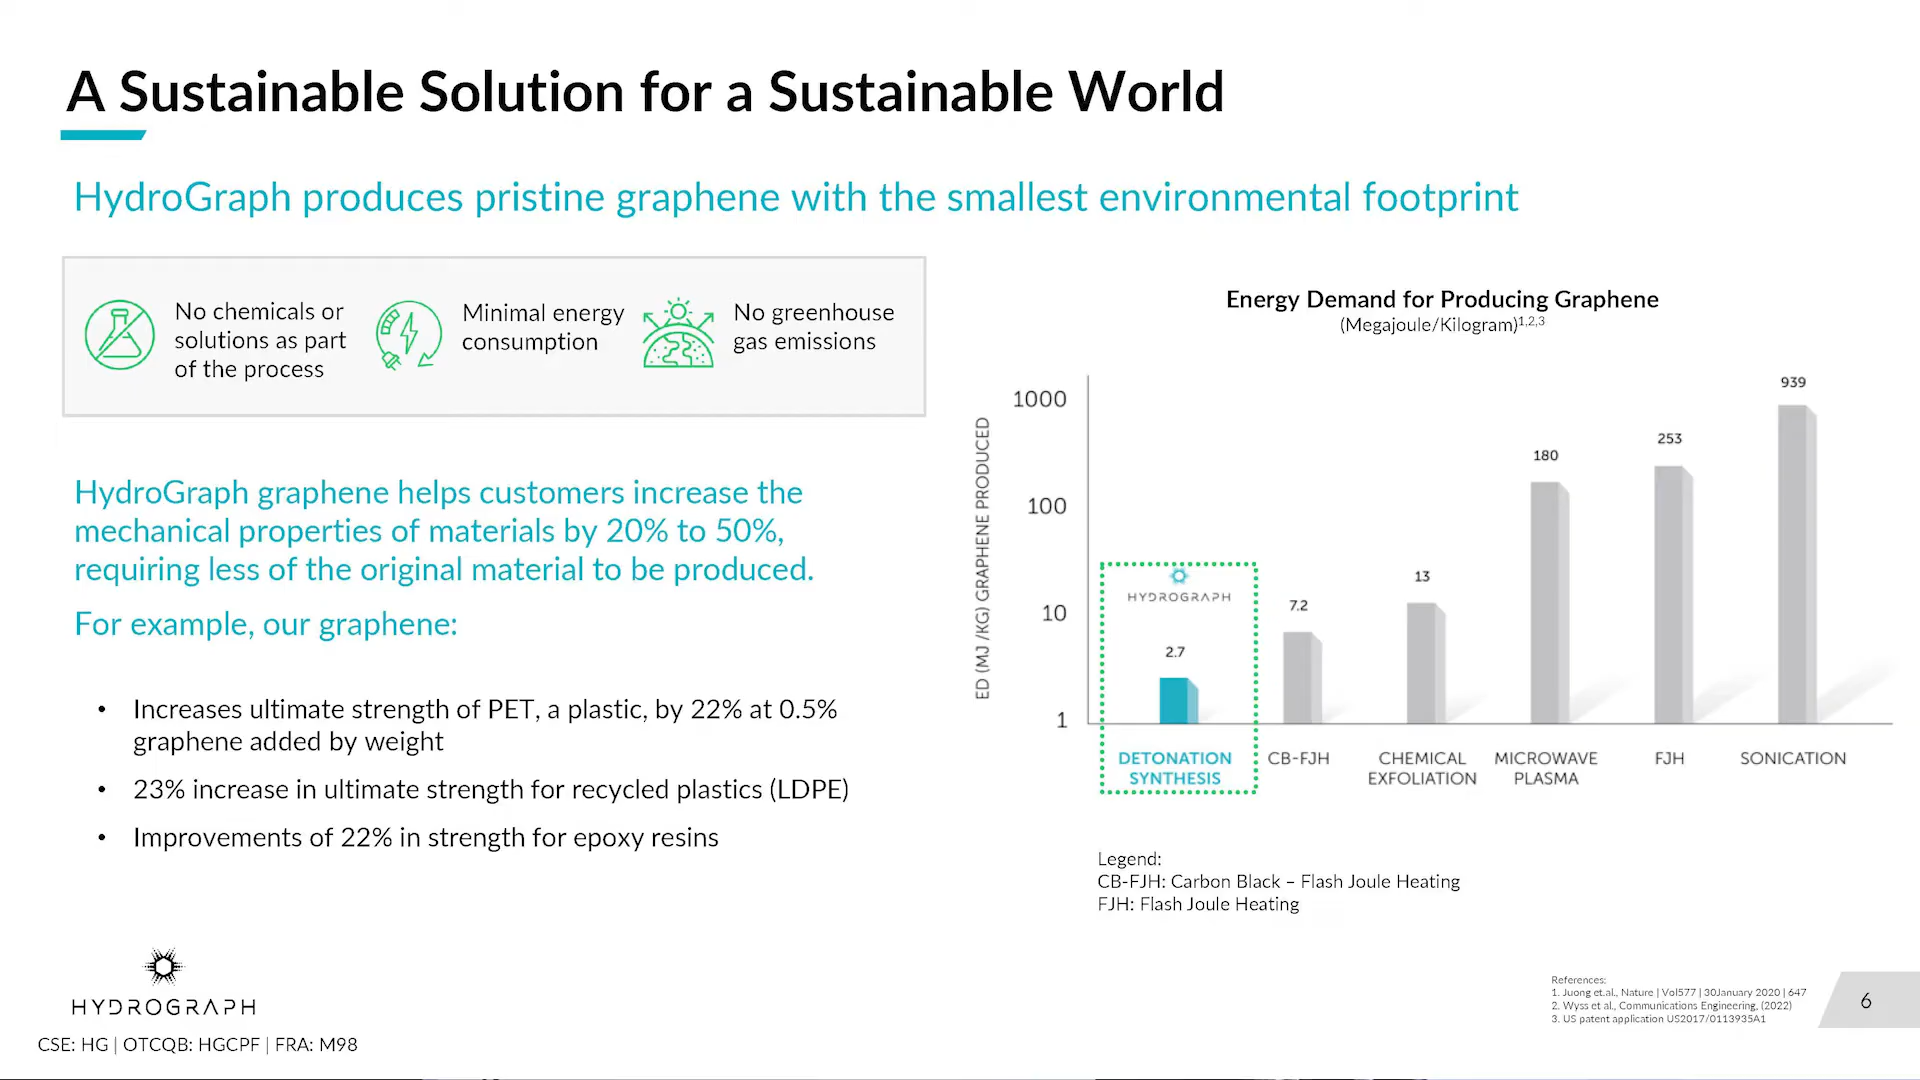 A Sustainable Solution for a Sustainable World
HydroGraph produces pristine graphene with the smallest environmental footprint
No chemicals or
solutions as part
of the process
Minimal energy
consumption
No greenhouse
gas emissions
HydroGraph graphene helps customers increase the
mechanical properties of materials by 20% to 50%,
requiring less of the original material to be produced.
For example, our graphene:
• Increases ultimate strength of PET, a plastic, by 22% at 0.5%
graphene added by weight
• 23% increase in ultimate strength for recycled plastics (LDPE)
• Improvements of 22% in strength for epoxy resins
Energy Demand for Producing Graphene
(Megajoule/Kilogram)1,2,3
ED (MJ /KG) GRAPHENE PRODUCED
1000
100
10
1
HYDROGRAPH
2.7
7.2
13
180
253
939
DETONATION
SYNTHESIS
CB-FJH
CHEMICAL
EXFOLIATION
MICROWAVE
PLASMA
FJH
SONICATION
Legend:
CB-FJH: Carbon Black – Flash Joule Heating
FJH: Flash Joule Heating
HYDROGRAPH
CSE: HG | OTCQB: HGCPF | FRA: M98
References:
1. Juong et.al., Nature | Vol577 | 30January 2020 | 647
2. Wyss et al., Communications Engineering, (2022)
3. US patent application US2017/0113935A1
6